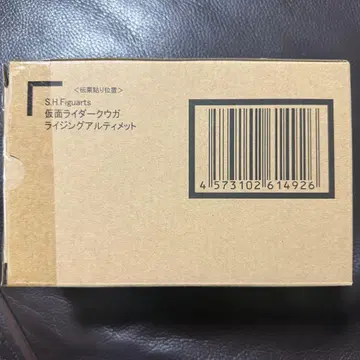 <伝票貼り位置>
S.H.Figuarts
仮面ライダークウガ
ライジングアルティメット
4 573102 614926